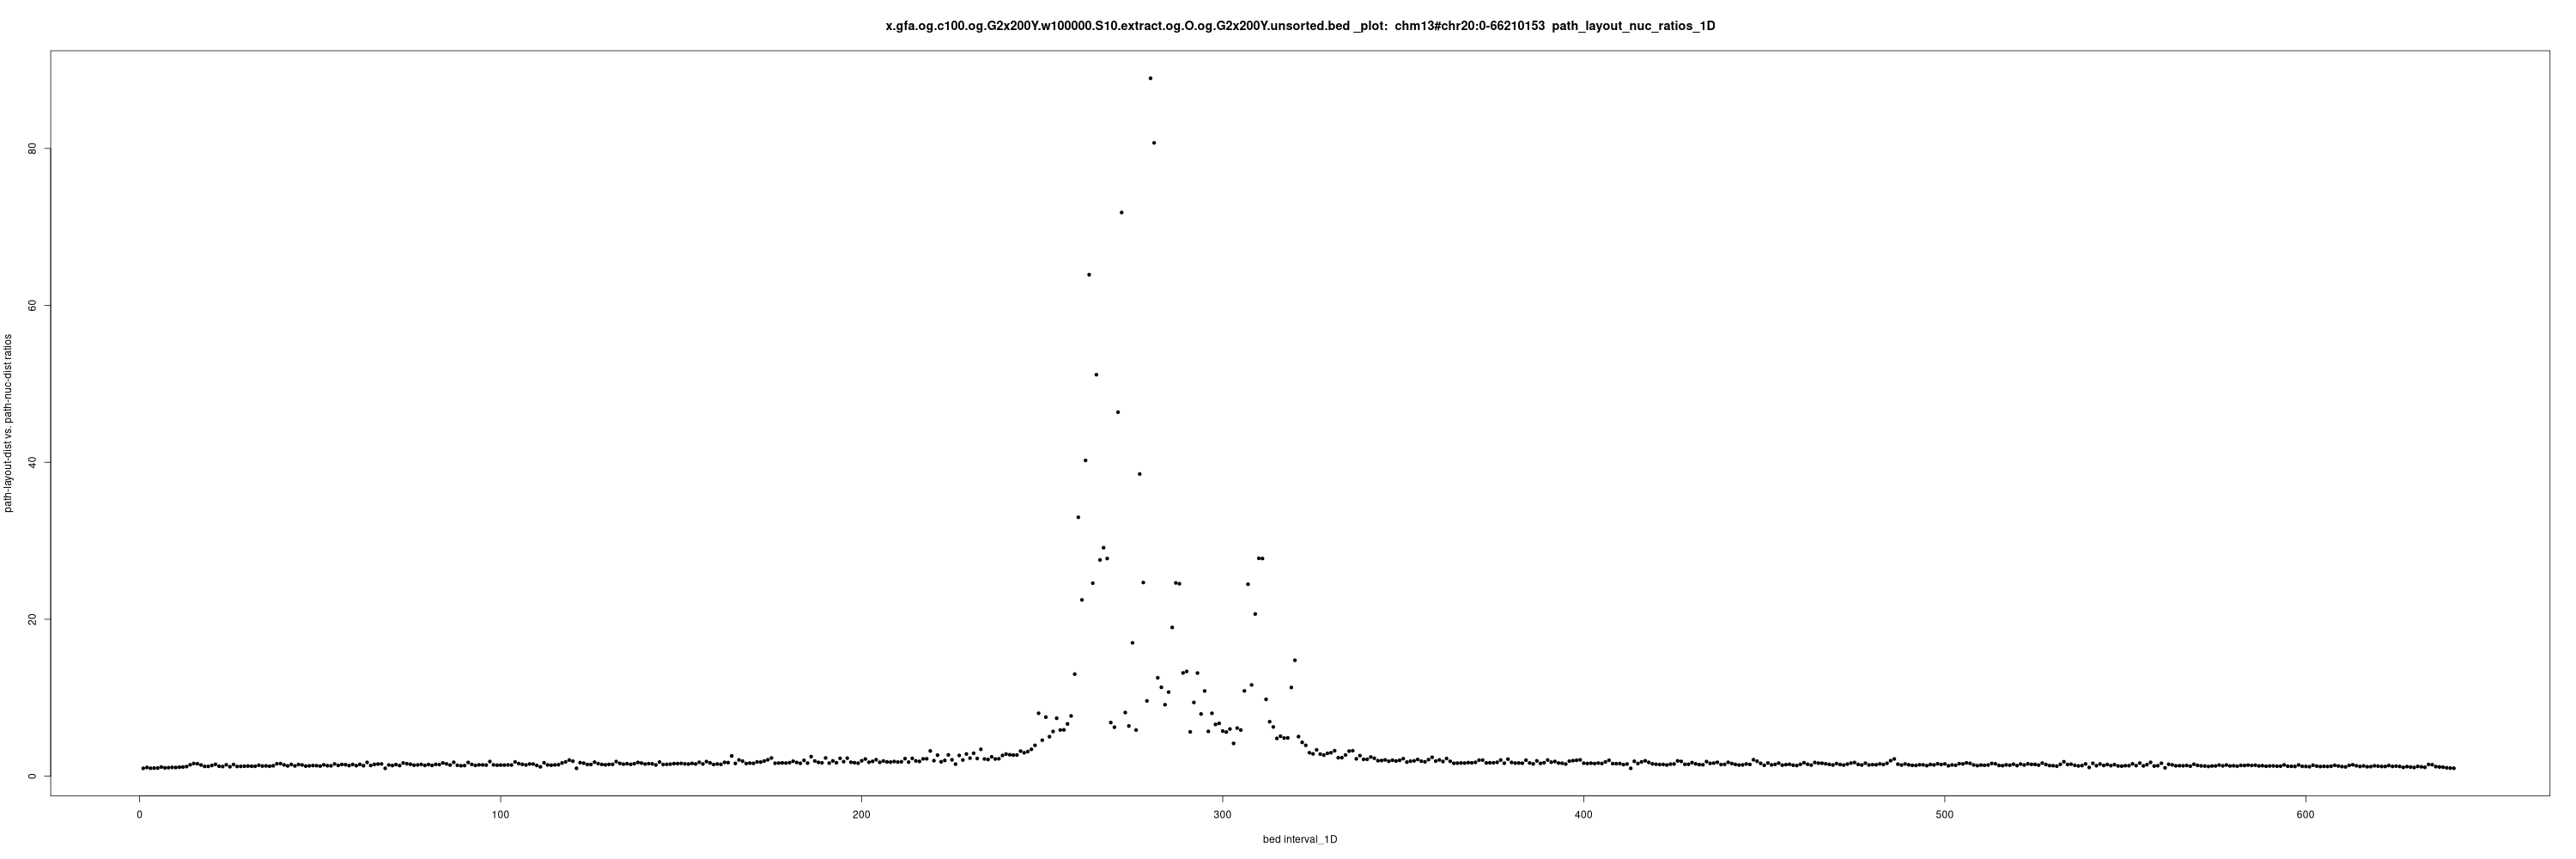 x.gfa.og.c100.og.G2x200Y.w100000.S10.extract.og.O.og.G2x200Y.unsorted.bed _plot:  chm13#chr20:0-66210153  path_layout_nuc_ratios_1D
path-layout-dist vs. path-nuc-dist ratios
80
60
40
20
0
0 100 200 300 400 500 600
bed interval_1D